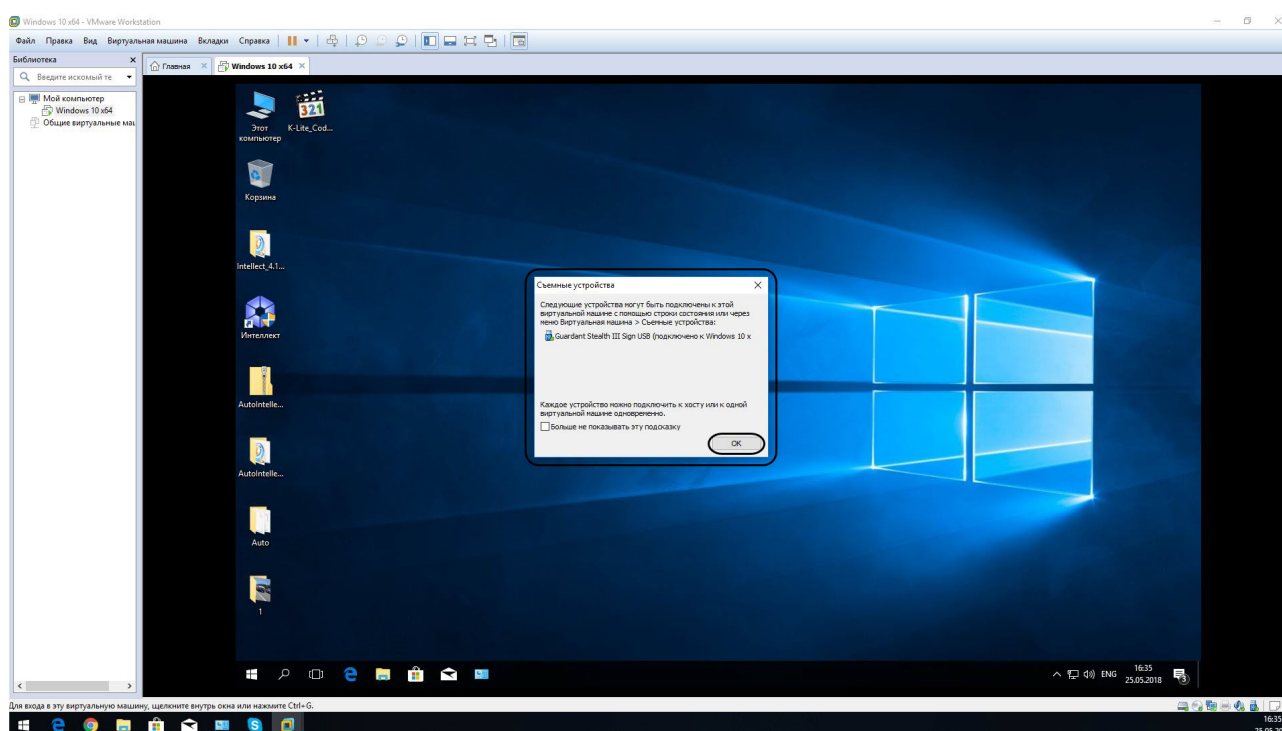 Windows 10 x64 - VMware Workstation
Файл Правка Вид Виртуальная машина Вкладки Справка
Библиотека
Введите искомый те
Мой компьютер
Windows 10 x64
Общие виртуальные маш
Главная
Windows 10 x64
Этот компьютер
K-Lite_Cod...
Корзина
Intellect_4.1...
Интеллект
AutoIntelle...
AutoIntelle...
Auto
1
Съемные устройства
Следующие устройства могут быть подключены к этой
виртуальной машине с помощью строки состояния или через
меню Виртуальная машина > Съемные устройства:
Guardant Stealth III Sign USB (подключено к Windows 10 x
Каждое устройство можно подключить к хосту или к одной
виртуальной машине одновременно.
Больше не показывать эту подсказку
OK
ENG
16:35
25.05.2018
3
Для входа в эту виртуальную машину, щелкните внутрь окна или нажмите Ctrl+G.
16:35